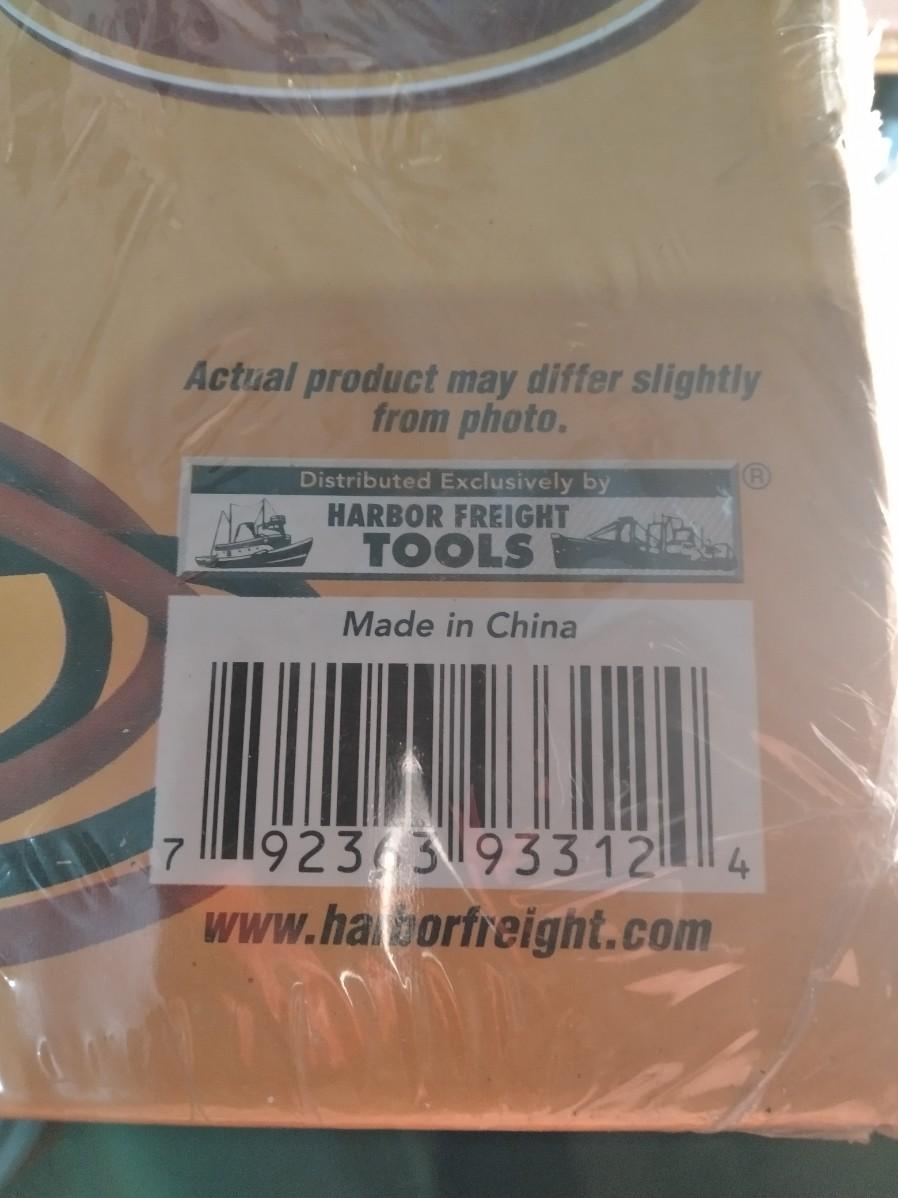 Actual product may differ slightly
from photo.
Distributed Exclusively by
®
HARBOR FREIGHT
TOOLS
Made in China
7 92363 93312 4
www.harborfreight.com